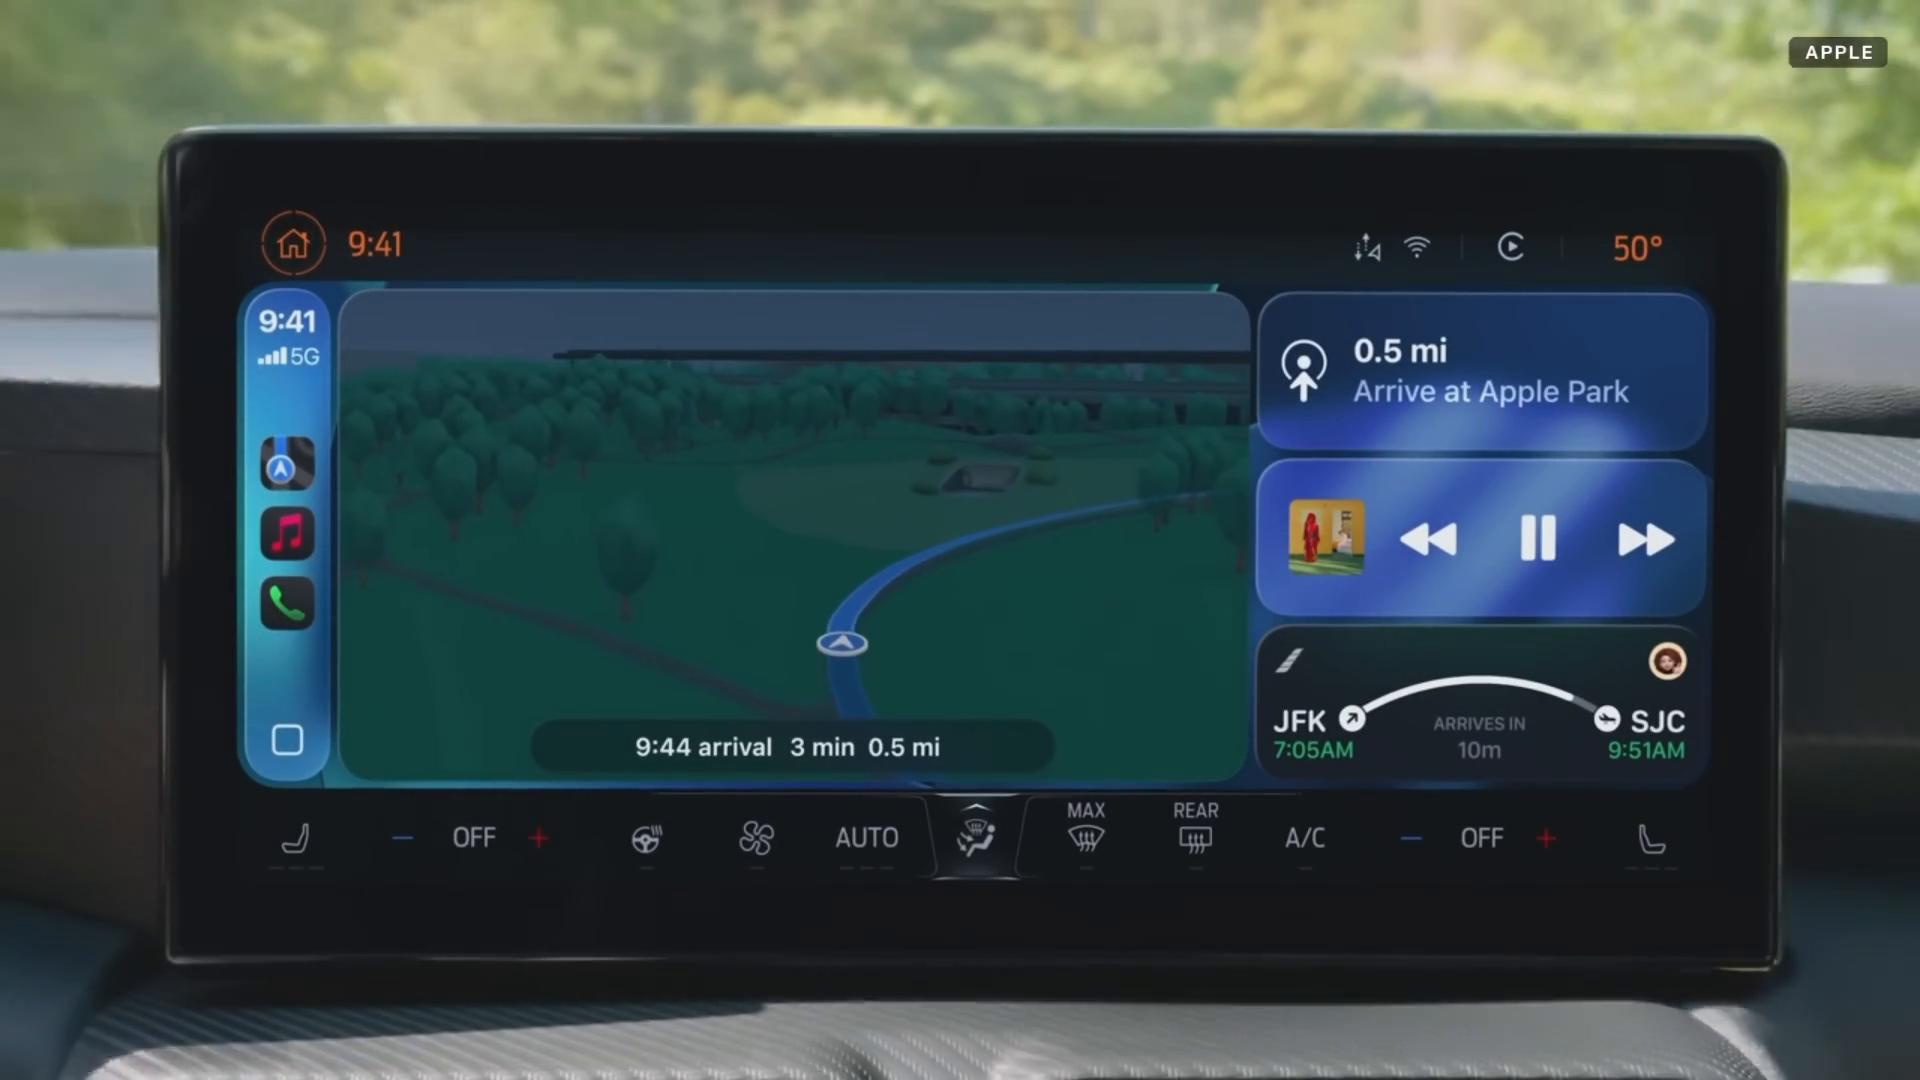 APPLE
9:41
50°
9:41
5G
0.5 mi
Arrive at Apple Park
JFK
7:05AM
ARRIVES IN
10m
SJC
9:51AM
9:44 arrival 3 min 0.5 mi
OFF
AUTO
MAX
REAR
A/C
OFF